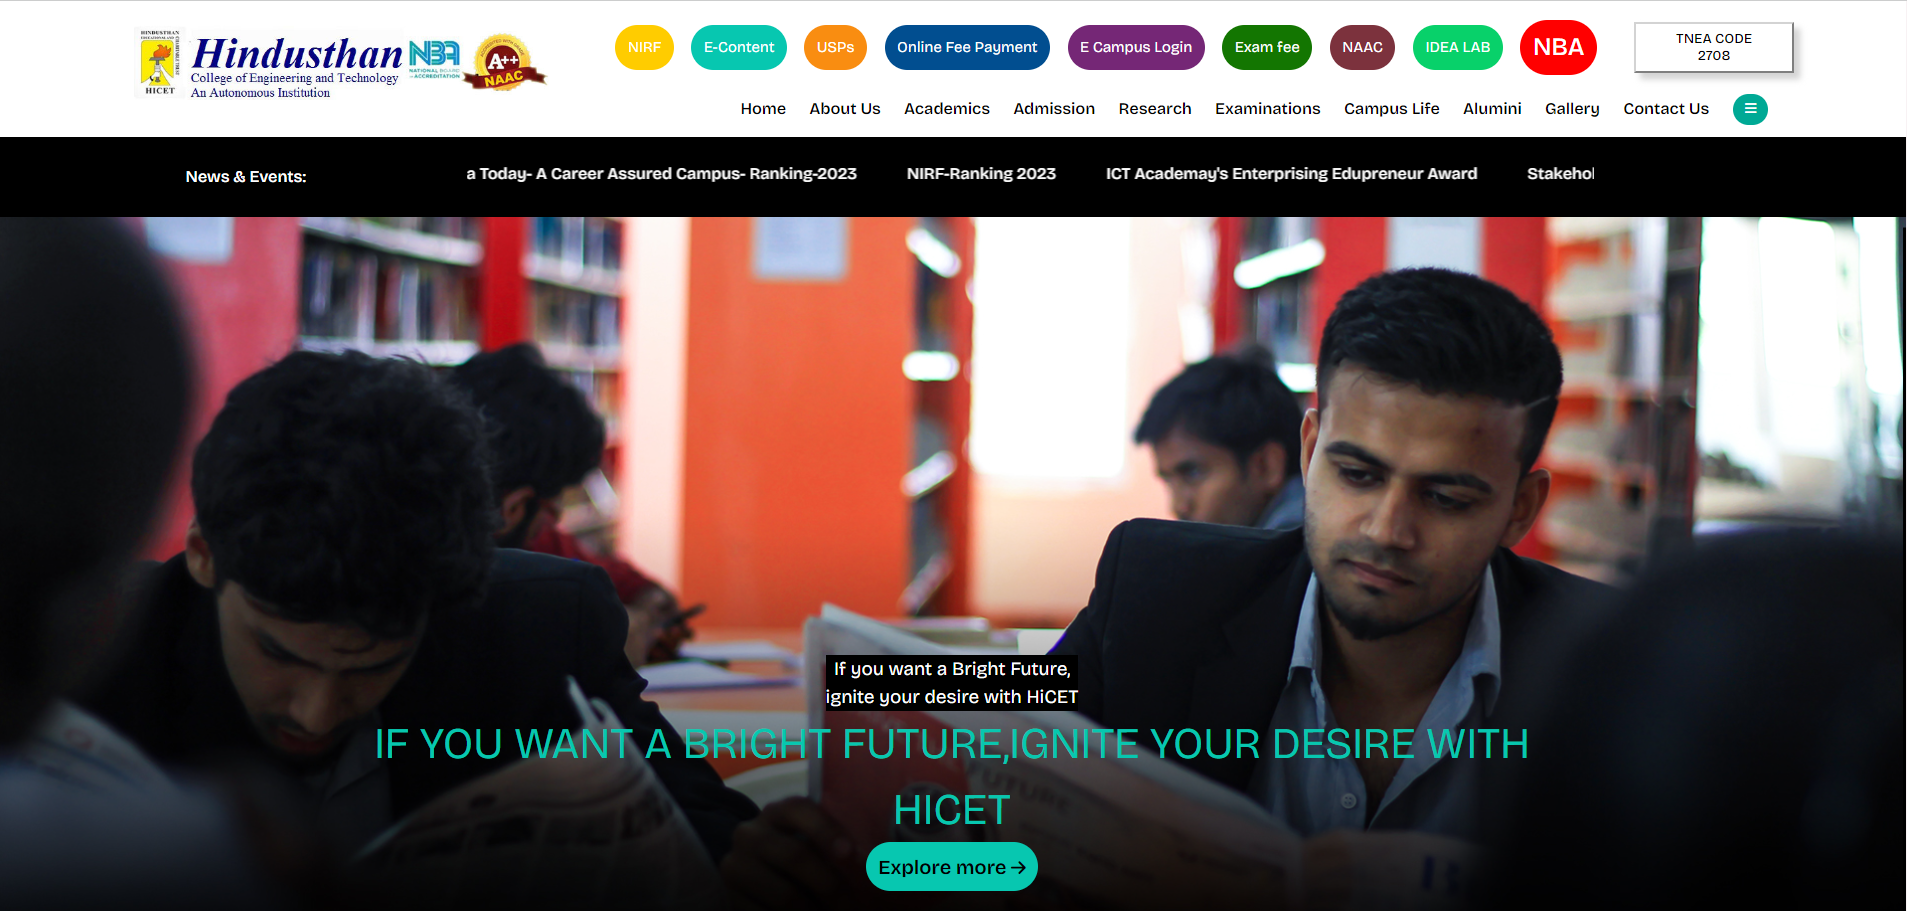 HINDUSTHAN
HICET
Hindusthan
College of Engineering and Technology
An Autonomous Institution
NBA
NATIONAL BOARD
OF ACCREDITATION
ACCREDITED WITH GRADE
A++
NAAC
NIRF
E-Content
USPs
Online Fee Payment
E Campus Login
Exam fee
NAAC
IDEA LAB
NBA
TNEA CODE
2708
Home
About Us
Academics
Admission
Research
Examinations
Campus Life
Alumini
Gallery
Contact Us
News & Events:
a Today- A Career Assured Campus- Ranking-2023
NIRF-Ranking 2023
ICT Academay's Enterprising Edupreneur Award
Stakehol
If you want a Bright Future,
ignite your desire with HiCET
IF YOU WANT A BRIGHT FUTURE,IGNITE YOUR DESIRE WITH
HICET
Explore more →